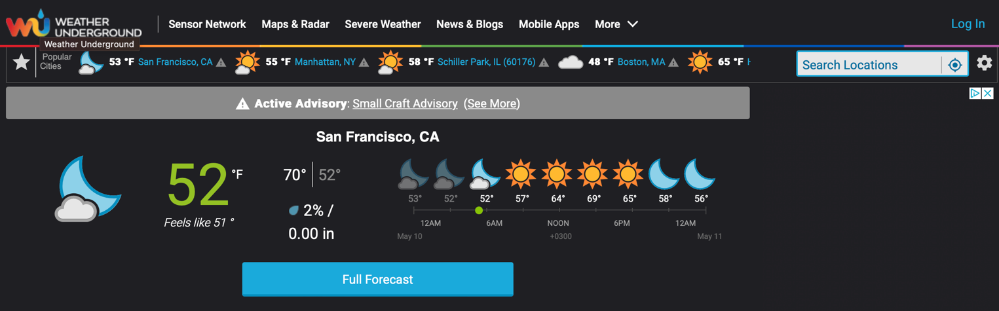 WU WEATHER UNDERGROUND
Sensor Network Maps & Radar Severe Weather News & Blogs Mobile Apps More
Log In
Weather Underground
Popular Cities
53 °F San Francisco, CA
55 °F Manhattan, NY
58 °F Schiller Park, IL (60176)
48 °F Boston, MA
65 °F
Search Locations
Active Advisory: Small Craft Advisory (See More)
San Francisco, CA
52 °F
Feels like 51 °
70° | 52°
2% /
0.00 in
53° 52° 52° 57° 64° 69° 65° 58° 56°
12AM 6AM NOON 6PM 12AM
May 10 +0300 May 11
Full Forecast